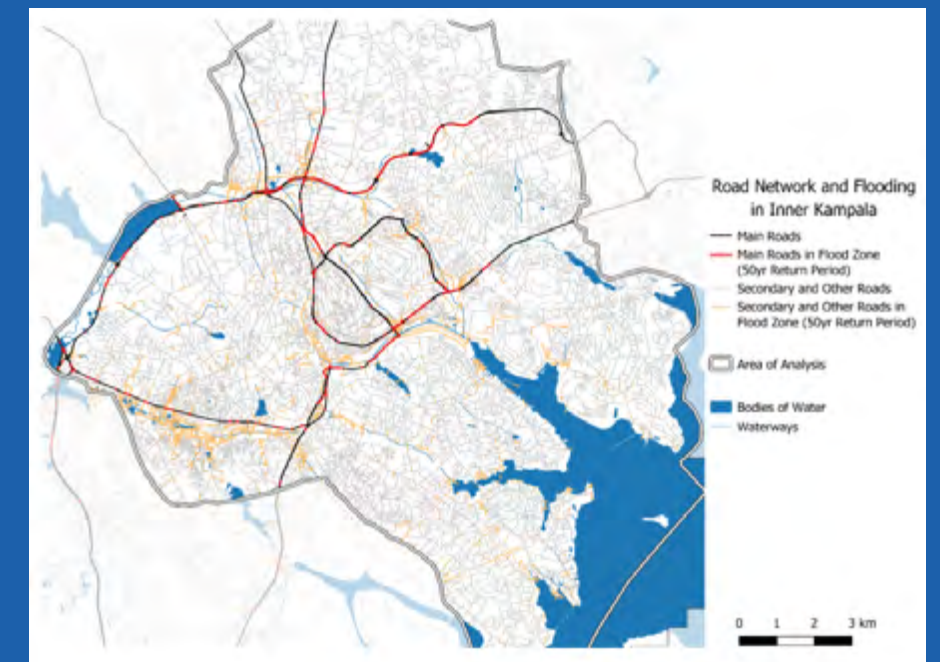 Road Network and Flooding
in Inner Kampala
Main Roads
Main Roads in Flood Zone
(50yr Return Period)
Secondary and Other Roads
Secondary and Other Roads in
Flood Zone (50yr Return Period)
Area of Analysis
Bodies of Water
Waterways
0 1 2 3 km